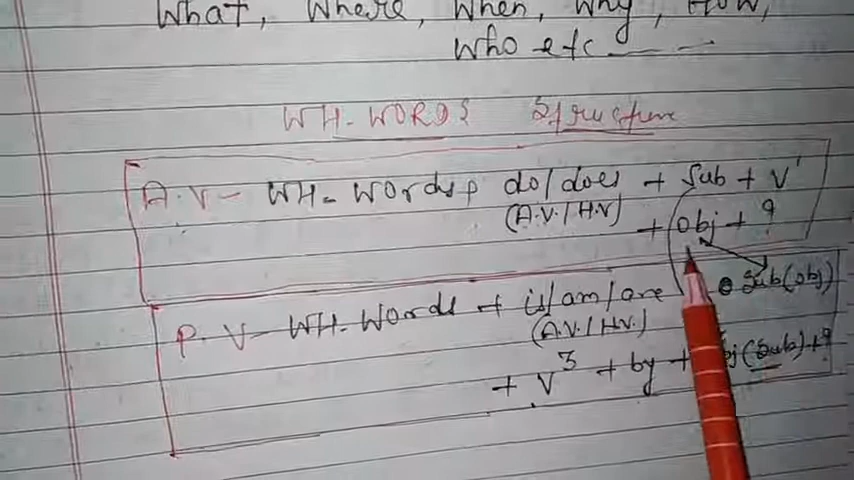 What, Where, When, Why, How,
Who etc
WH-WORDS Structure
A.V- WH-Words + do/does + Sub + V¹
(A.V./H.V)
+ Obj + ?
P.V- WH-Words + is/am/are Sub(obj)
(A.V./H.V.)
+ V³ + by + (Sub)+?